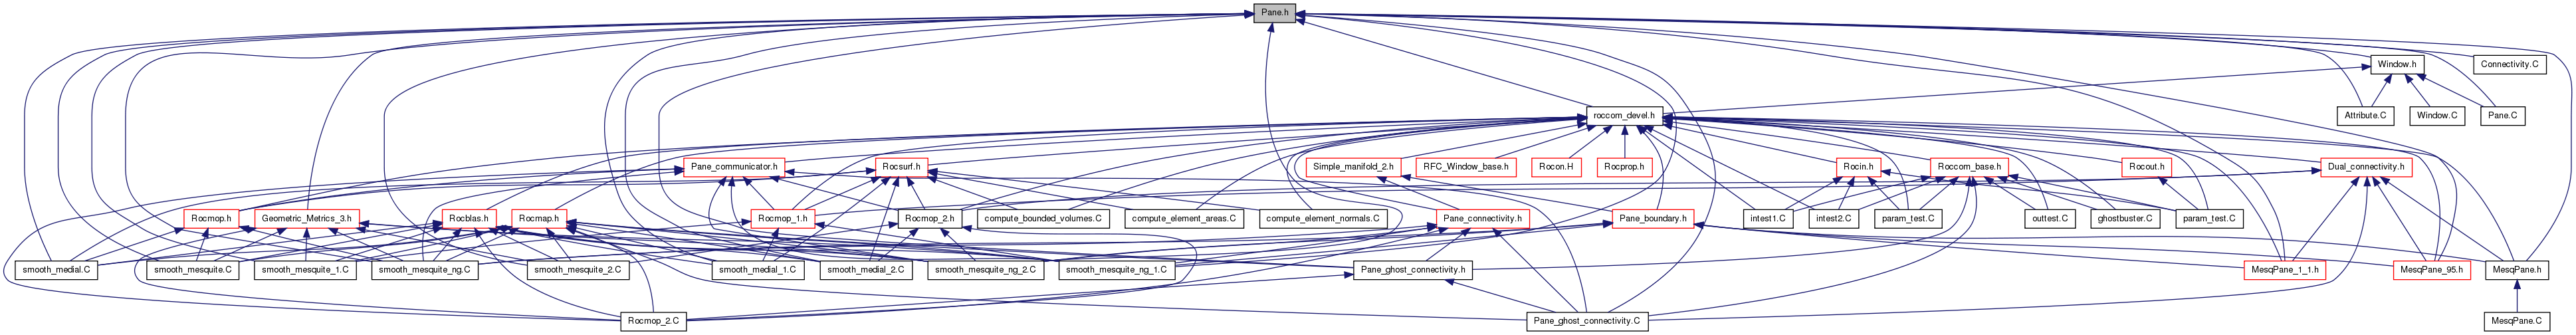 Pane.h
Window.h
Connectivity.C
roccom_devel.h
Attribute.C
Window.C
Pane.C
Pane_communicator.h
Rocsurf.h
Simple_manifold_2.h
RFC_Window_base.h
Rocon.H
Rocprop.h
Rocin.h
Roccom_base.h
Rocout.h
Dual_connectivity.h
Rocmop.h
Geometric_Metrics_3.h
Rocblas.h
Rocmap.h
Rocmop_1.h
Rocmop_2.h
compute_bounded_volumes.C
compute_element_areas.C
compute_element_normals.C
Pane_connectivity.h
Pane_boundary.h
intest1.C
intest2.C
param_test.C
outtest.C
ghostbuster.C
param_test.C
smooth_medial.C
smooth_mesquite.C
smooth_mesquite_1.C
smooth_mesquite_ng.C
smooth_mesquite_2.C
smooth_medial_1.C
smooth_medial_2.C
smooth_mesquite_ng_2.C
smooth_mesquite_ng_1.C
Pane_ghost_connectivity.h
MesqPane_1_1.h
MesqPane_95.h
MesqPane.h
Rocmop_2.C
Pane_ghost_connectivity.C
MesqPane.C